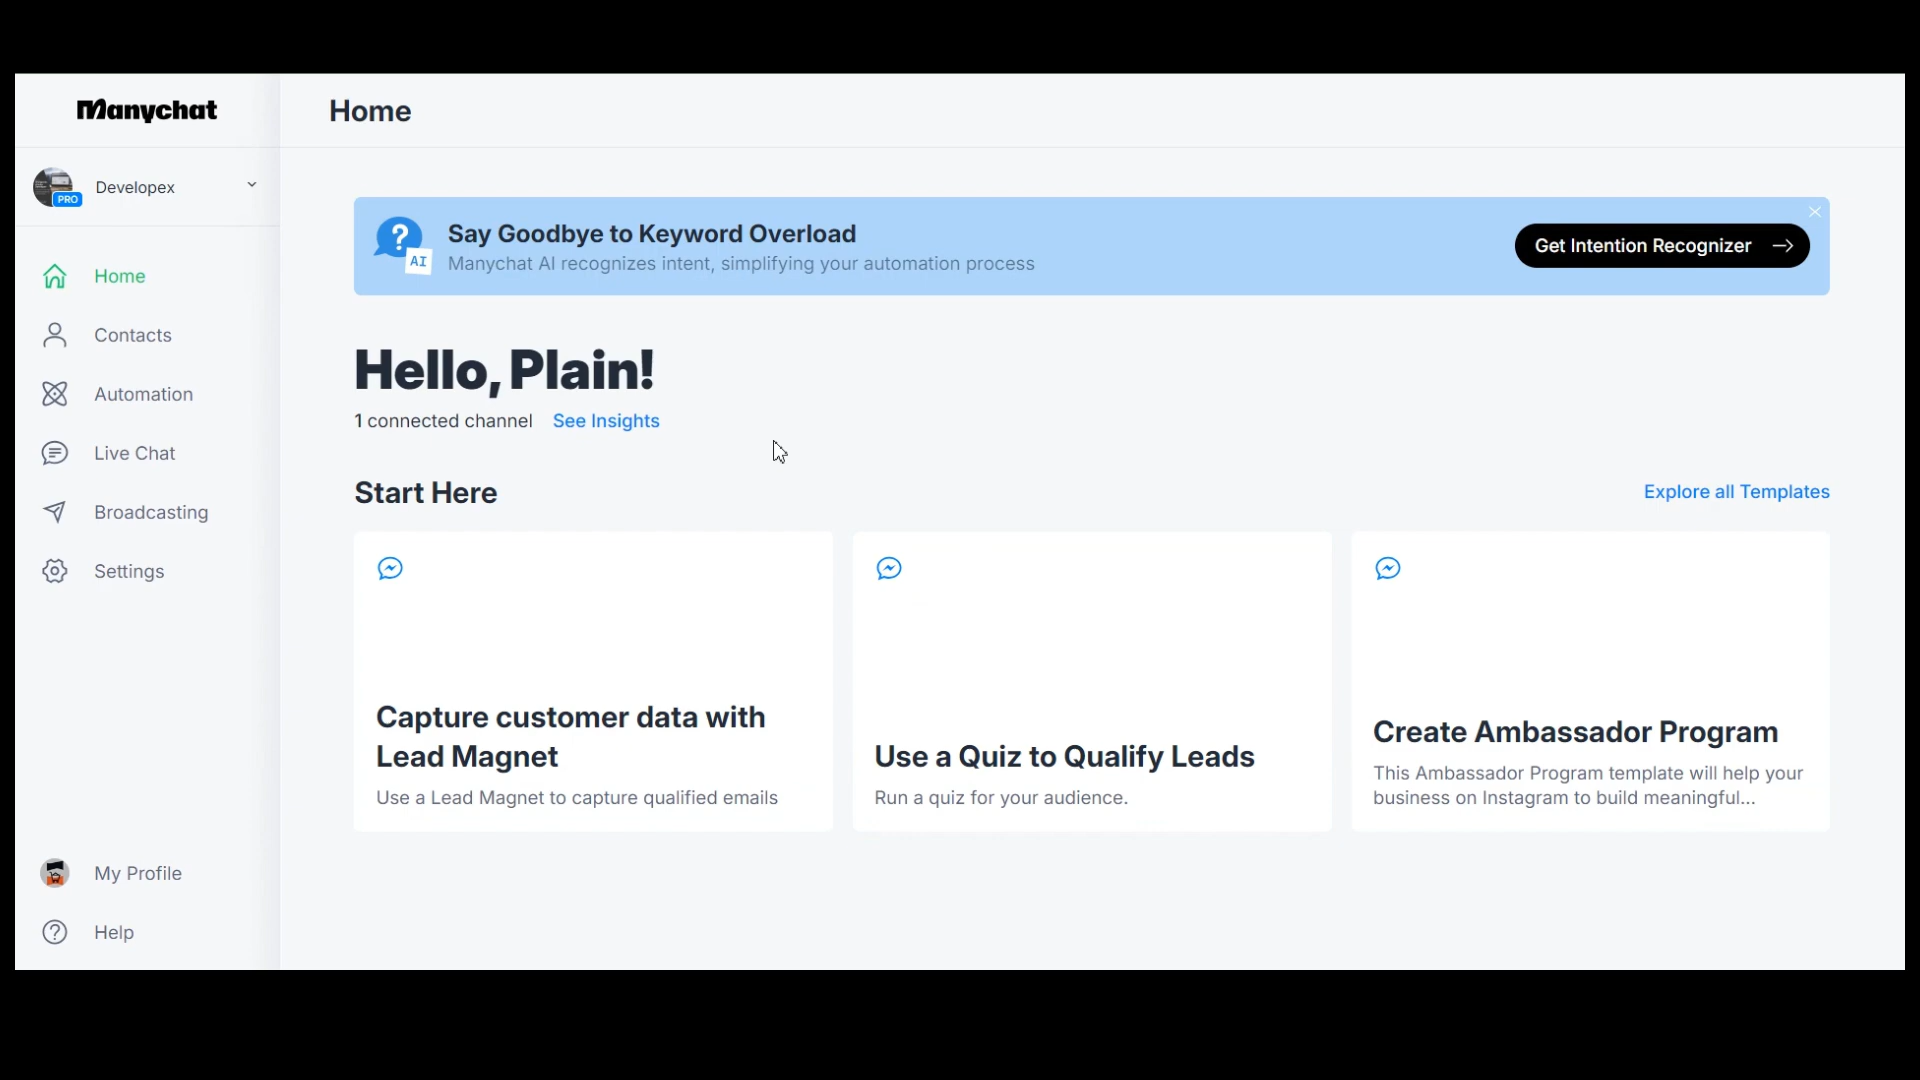 Manychat
Home
PRO
Developex
Home
Contacts
Automation
Live Chat
Broadcasting
Settings
My Profile
Help
?
AI
Say Goodbye to Keyword Overload
Manychat AI recognizes intent, simplifying your automation process
Get Intention Recognizer
Hello, Plain!
1 connected channel See Insights
Start Here
Explore all Templates
Capture customer data with
Lead Magnet
Use a Lead Magnet to capture qualified emails
Use a Quiz to Qualify Leads
Run a quiz for your audience.
Create Ambassador Program
This Ambassador Program template will help your
business on Instagram to build meaningful...